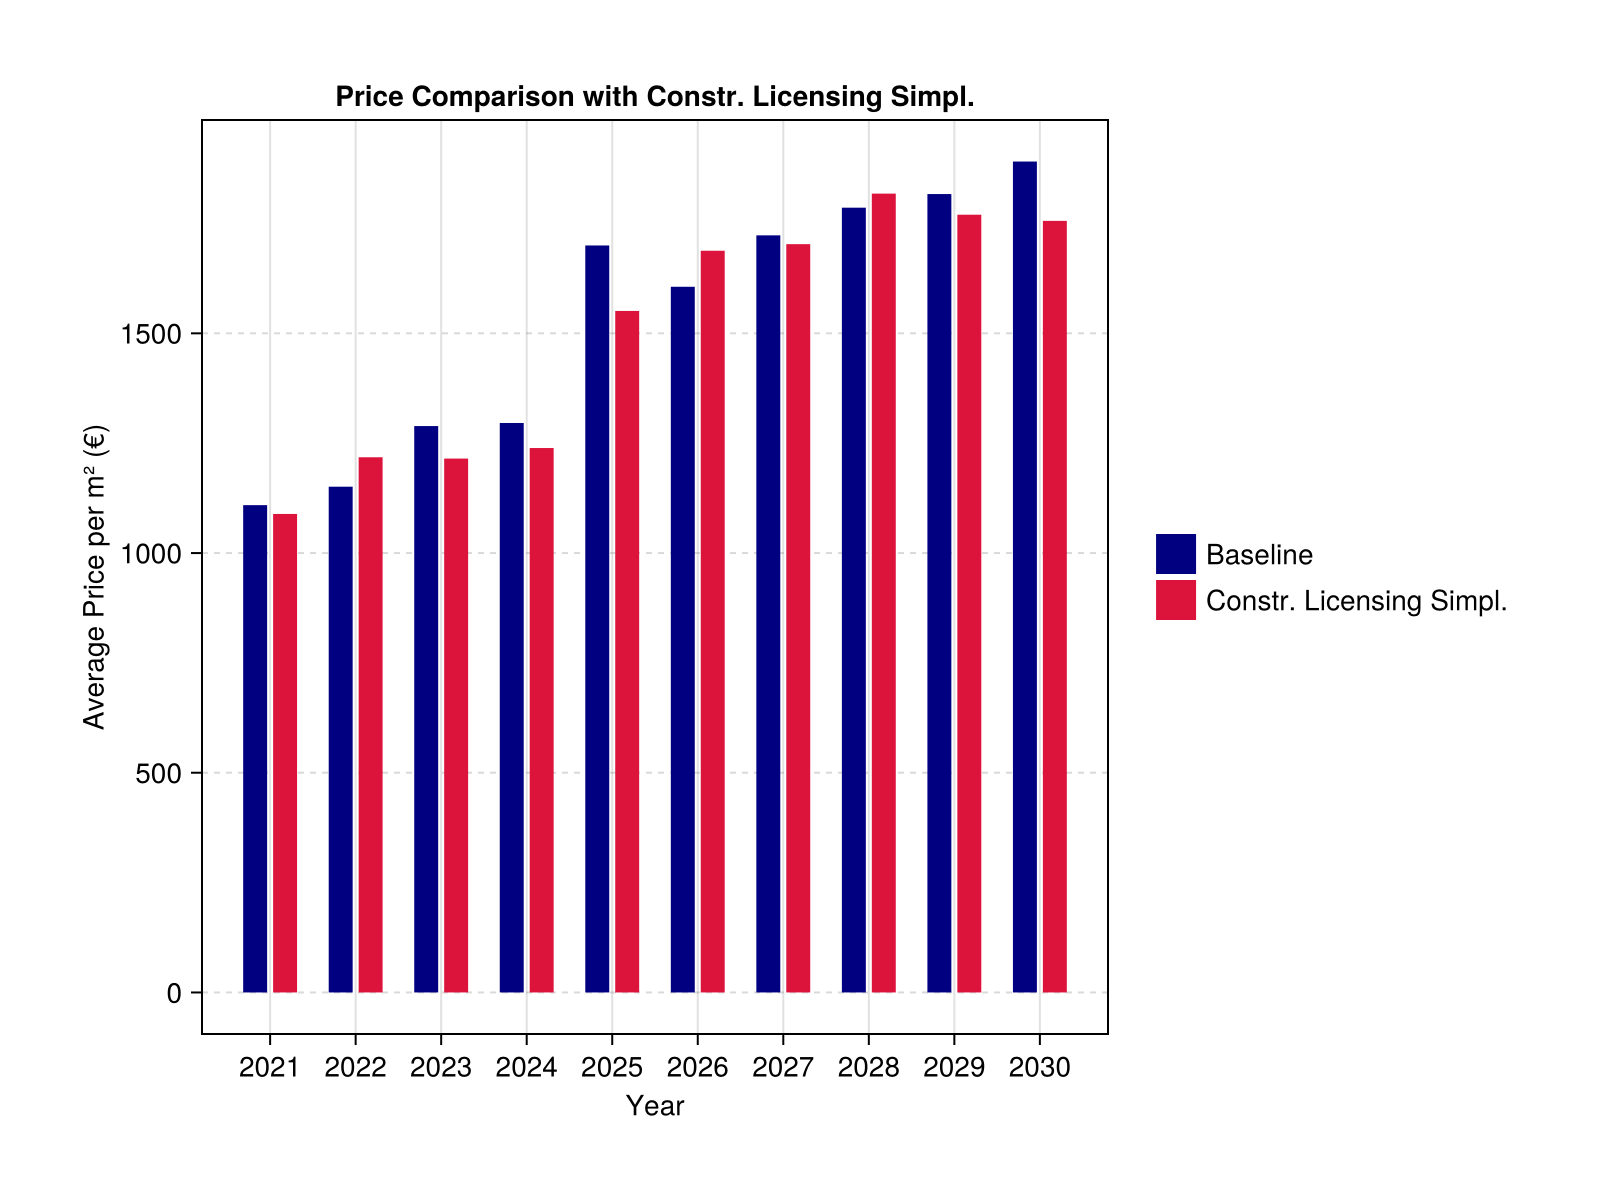 Price Comparison with Constr. Licensing Simpl.
Average Price per m² (€)
1500
1000
500
0
2021 2022 2023 2024 2025 2026 2027 2028 2029 2030
Year
Baseline
Constr. Licensing Simpl.